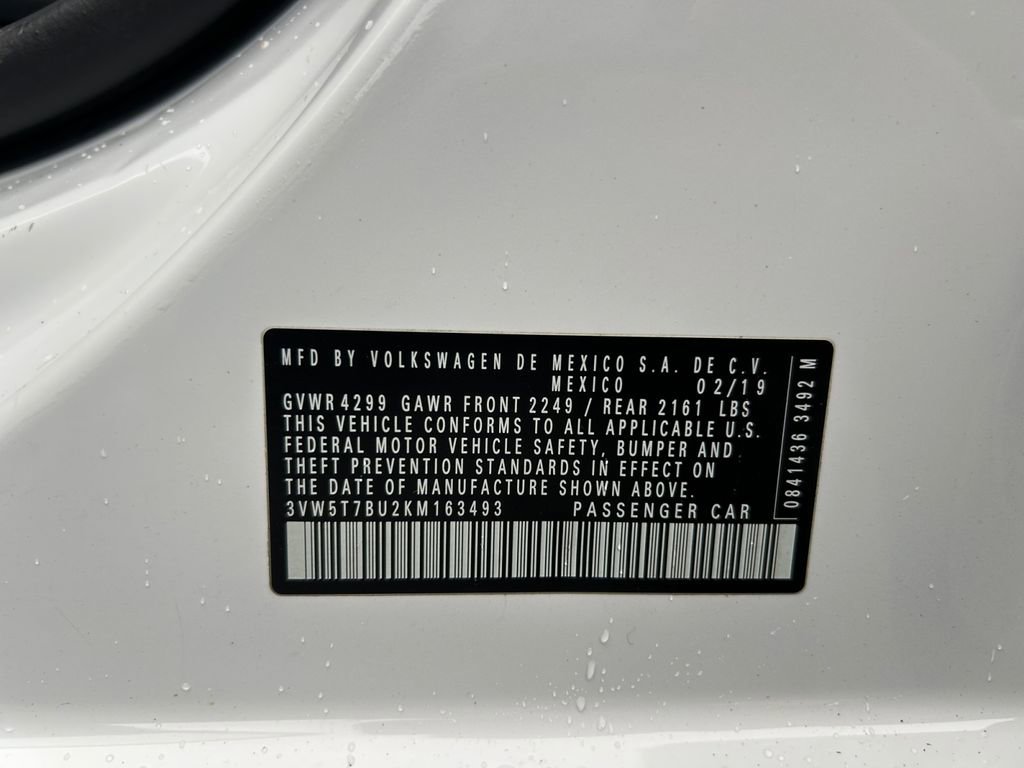 MFD BY VOLKSWAGEN DE MEXICO S.A. DE C.V.
MEXICO 02/19
GVWR 4299 GAWR FRONT 2249 / REAR 2161 LBS
THIS VEHICLE CONFORMS TO ALL APPLICABLE U.S.
FEDERAL MOTOR VEHICLE SAFETY, BUMPER AND
THEFT PREVENTION STANDARDS IN EFFECT ON
THE DATE OF MANUFACTURE SHOWN ABOVE.
3VW5T7BU2KM163493 PASSENGER CAR
0841436 3492 M